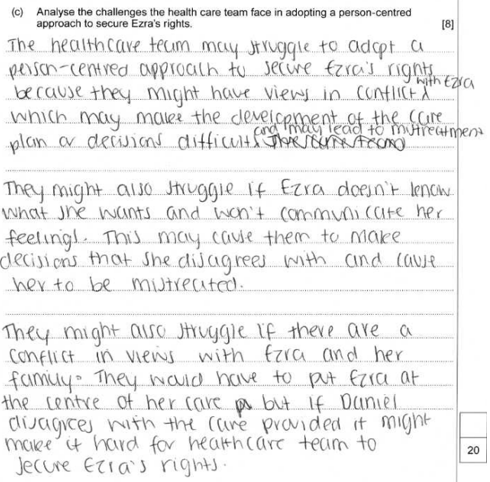 (c) Analyse the challenges the health care team face in adopting a person-centred
approach to secure Ezra's rights. [8]
The healthcare team may struggle to adopt a
person-centred approach to secure Ezra's rights
because they might have views in conflict with Ezra
which may make the development of the care
plan or decisions difficult and may lead to mistreatment
They might also struggle if Ezra doesn't know
what she wants and won't communicate her
feelings. This may cause them to make
decisions that she disagrees with and cause
her to be mistreated.
They might also struggle if there are a
conflict in views with Ezra and her
family. They would have to put Ezra at
the centre of her care but if Daniel
disagrees with the care provided it might
make it hard for healthcare team to
secure Ezra's rights.
20